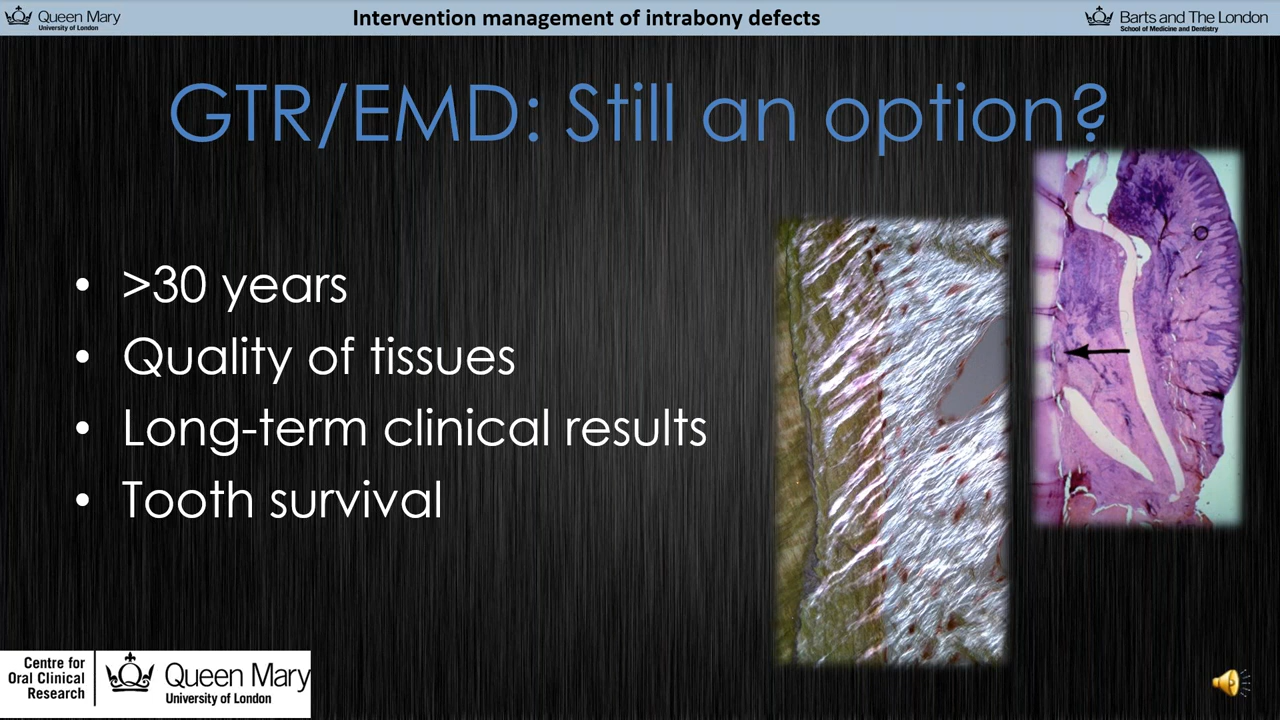 Queen Mary
University of London
Intervention management of intrabony defects
Barts and The London
School of Medicine and Dentistry
GTR/EMD: Still an option?
• >30 years
• Quality of tissues
• Long-term clinical results
• Tooth survival
Centre for
Oral Clinical
Research
Queen Mary
University of London